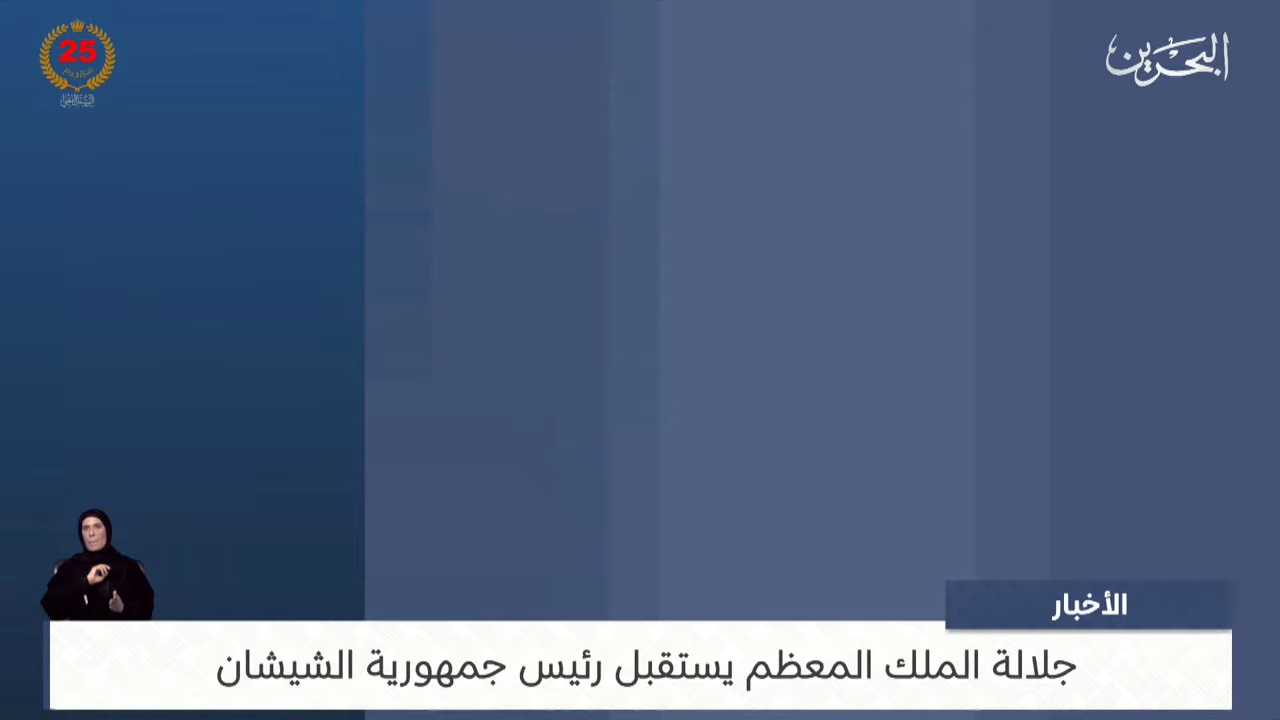 البحرين
25
الأخبار
جلالة الملك المعظم يستقبل رئيس جمهورية الشيشان